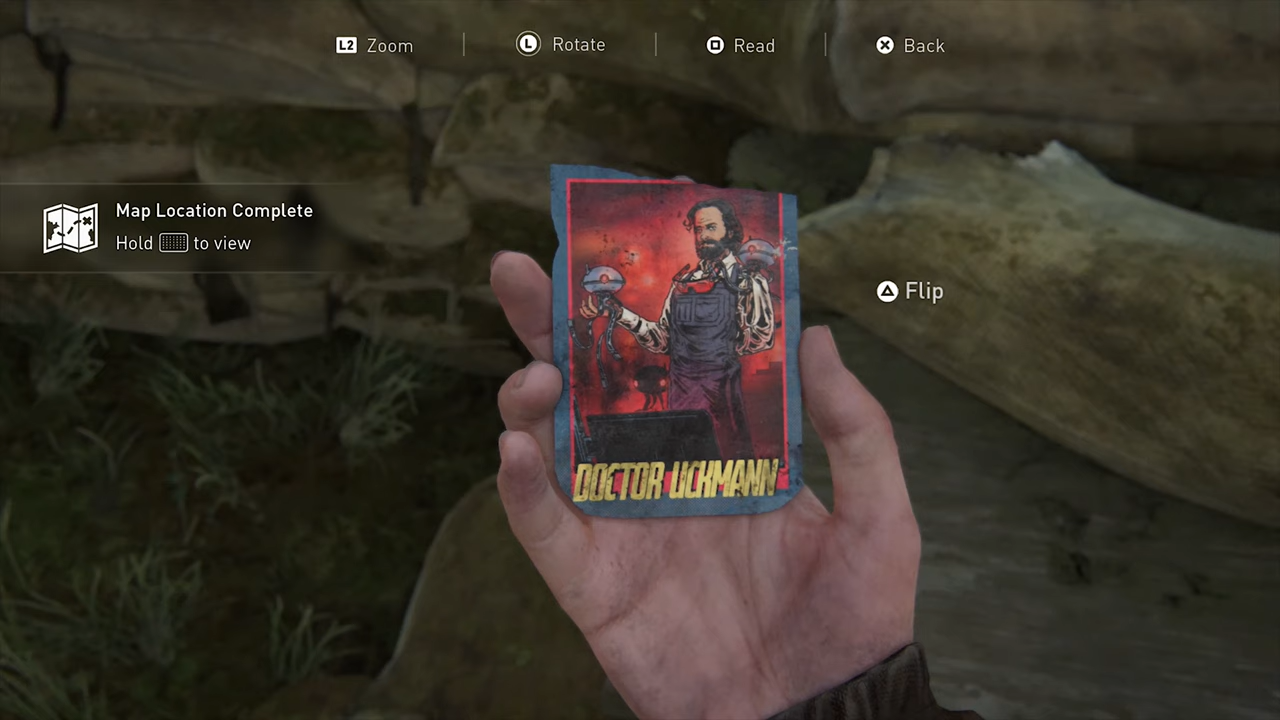 L2 Zoom
L Rotate
Read
Back
Map Location Complete
Hold to view
Flip
DOCTOR UCKMANN